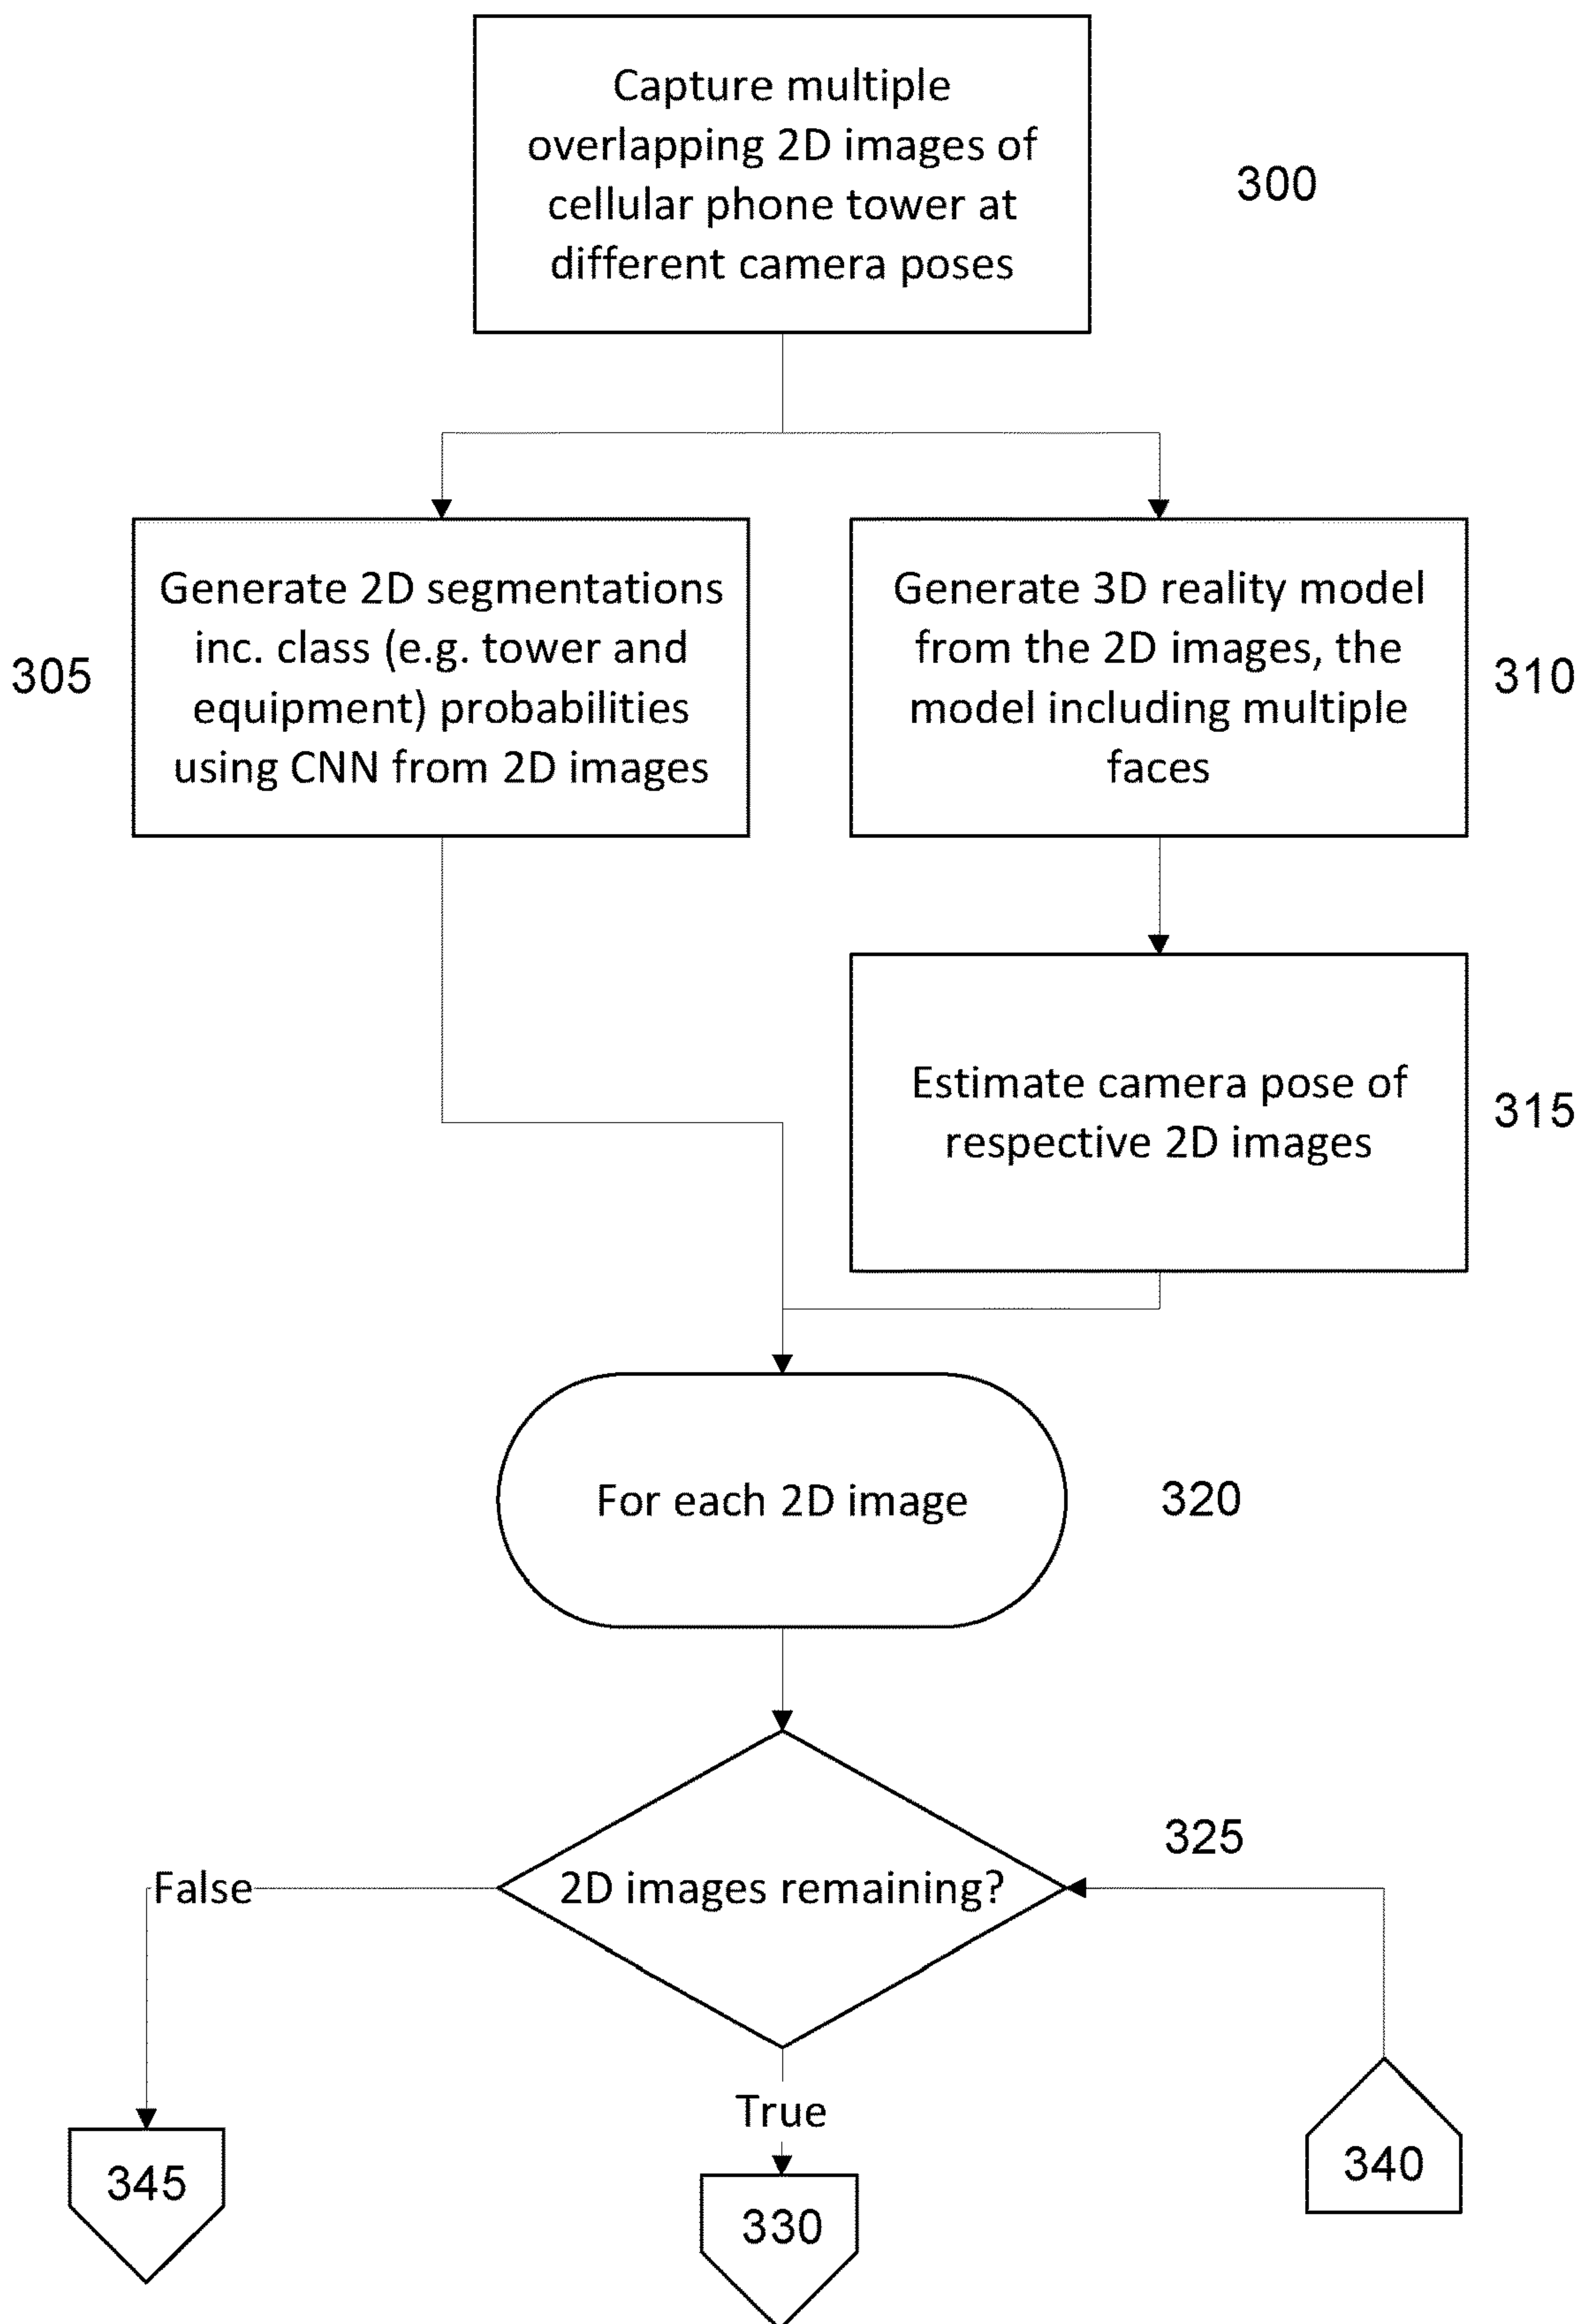 Capture multiple
overlapping 2D images of
cellular phone tower at
different camera poses
300
305
Generate 2D segmentations
inc. class (e.g. tower and
equipment) probabilities
using CNN from 2D images
Generate 3D reality model
from the 2D images, the
model including multiple
faces
310
Estimate camera pose of
respective 2D images
315
For each 2D image
320
325
False
2D images remaining?
True
345
330
340